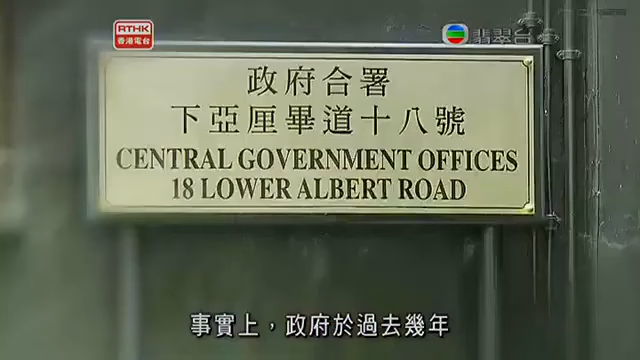 RTHK
香港電台
翡翠台
政府合署
下亞厘畢道十八號
CENTRAL GOVERNMENT OFFICES
18 LOWER ALBERT ROAD
事實上，政府於過去幾年